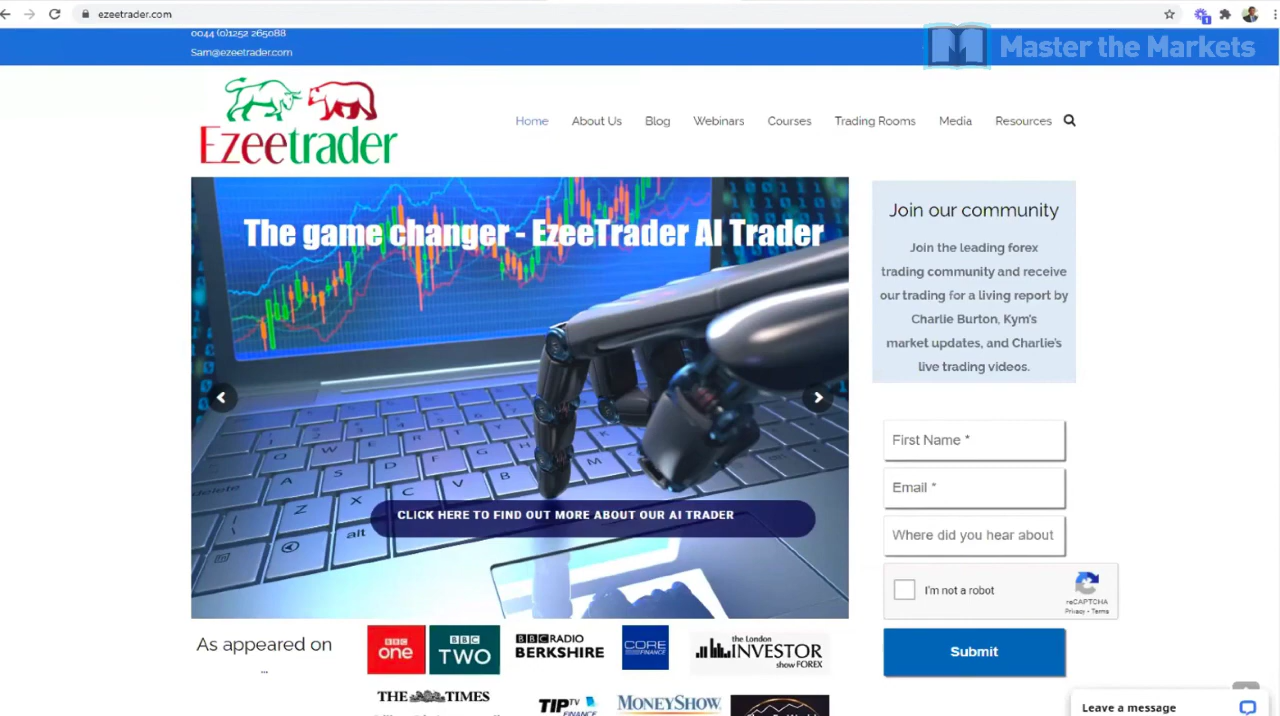 ezeetrader.com
0044 (0)1252 265088
Sam@ezeetrader.com
Master the Markets
Ezeetrader
Home
About Us
Blog
Webinars
Courses
Trading Rooms
Media
Resources
The game changer - EzeeTrader AI Trader
CLICK HERE TO FIND OUT MORE ABOUT OUR AI TRADER
Join our community
Join the leading forex
trading community and receive
our trading for a living report by
Charlie Burton, Kym's
market updates, and Charlie's
live trading videos.
First Name *
Email *
Where did you hear about
I'm not a robot
reCAPTCHA
Privacy - Terms
Submit
As appeared on
...
BBC
one
BBC
TWO
BBC RADIO
BERKSHIRE
CORE
FINANCE
the London
INVESTOR
show FOREX
THE TIMES
TIP TV
FINANCE
MONEYSHOW
Leave a message